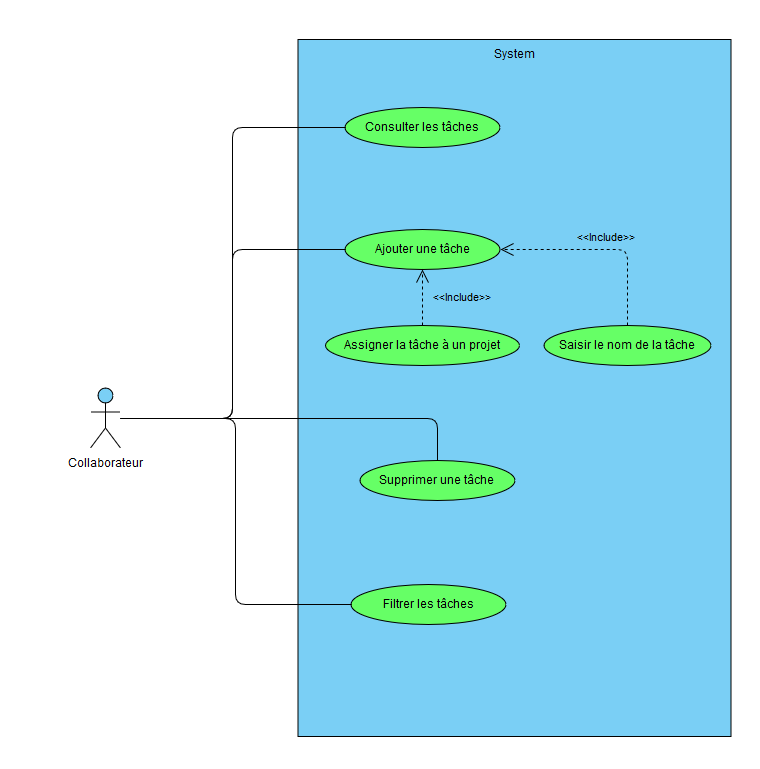 System
Consulter les tâches
Ajouter une tâche
<<Include>>
<<Include>>
Assigner la tâche à un projet
Saisir le nom de la tâche
Collaborateur
Supprimer une tâche
Filtrer les tâches